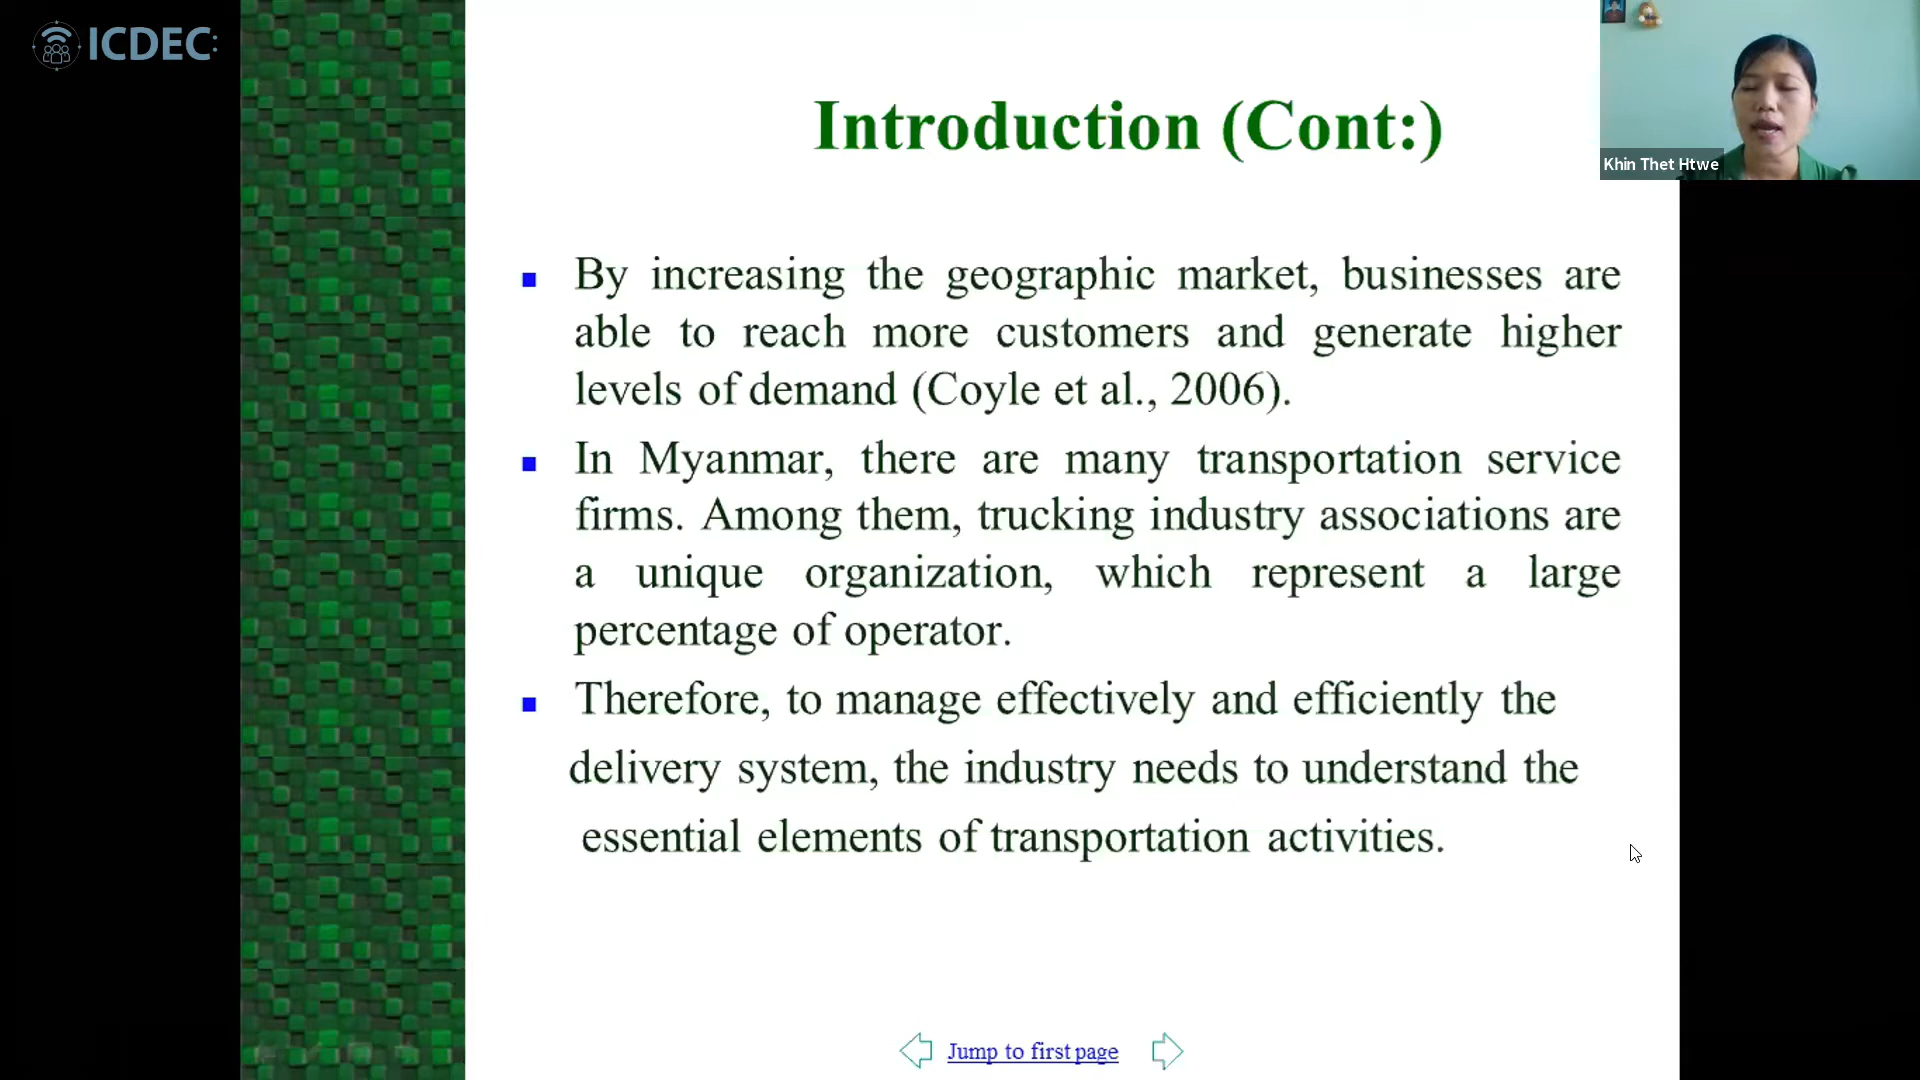 ICDEC:
Introduction (Cont:)
Khin Thet Htwe
By increasing the geographic market, businesses are
able to reach more customers and generate higher
levels of demand (Coyle et al., 2006).
In Myanmar, there are many transportation service
firms. Among them, trucking industry associations are
a unique organization, which represent a large
percentage of operator.
Therefore, to manage effectively and efficiently the
delivery system, the industry needs to understand the
essential elements of transportation activities.
Jump to first page